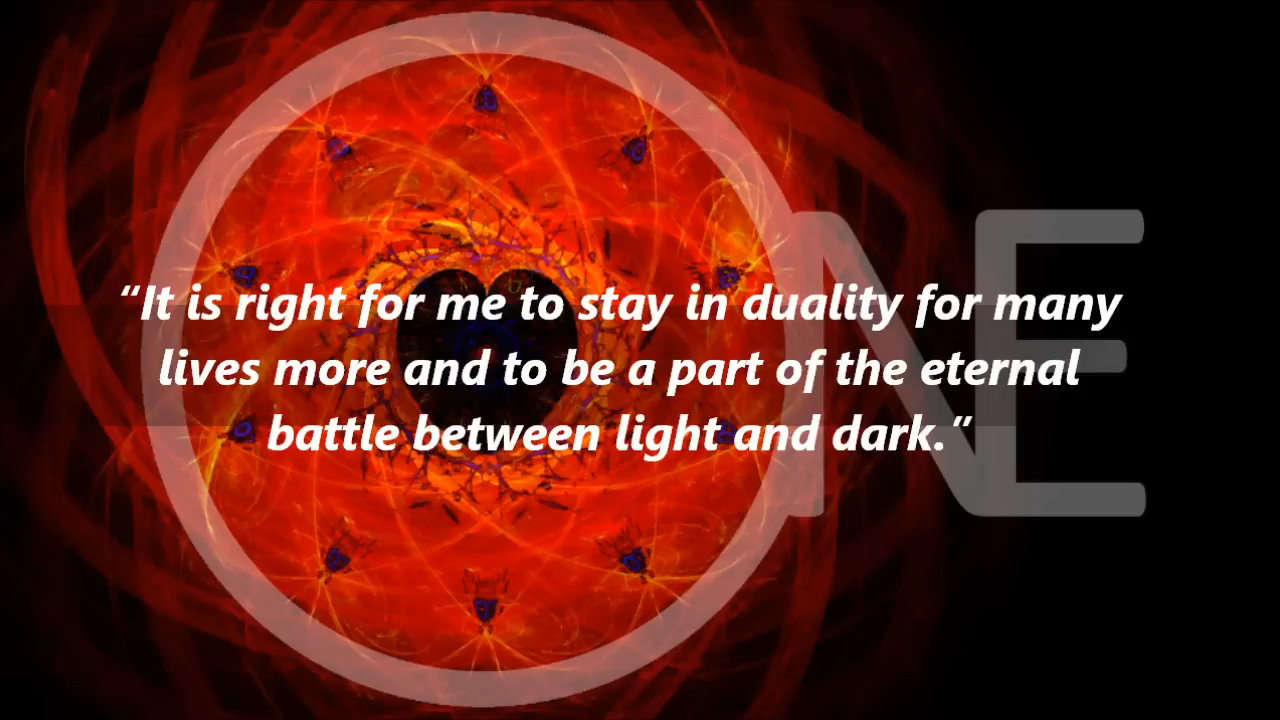 ONE
“It is right for me to stay in duality for many
lives more and to be a part of the eternal
battle between light and dark.”